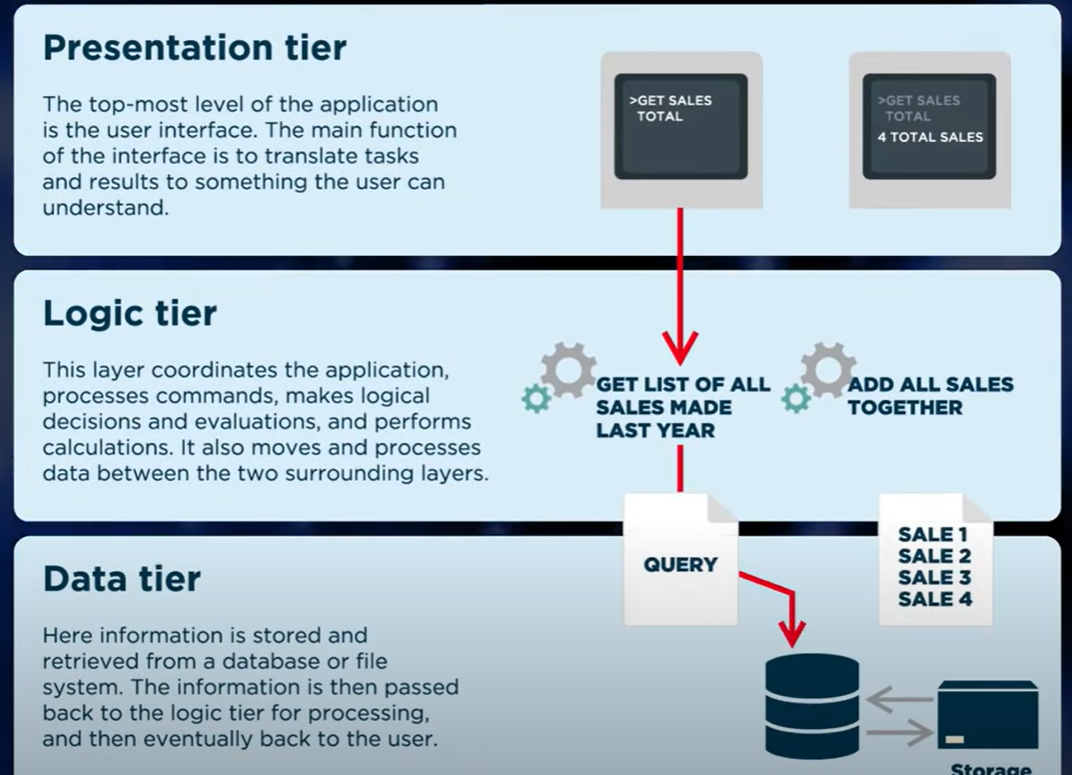 Presentation tier
The top-most level of the application
is the user interface. The main function
of the interface is to translate tasks
and results to something the user can
understand.
>GET SALES
TOTAL
>GET SALES
TOTAL
4 TOTAL SALES
Logic tier
This layer coordinates the application,
processes commands, makes logical
decisions and evaluations, and performs
calculations. It also moves and processes
data between the two surrounding layers.
GET LIST OF ALL
SALES MADE
LAST YEAR
ADD ALL SALES
TOGETHER
Data tier
Here information is stored and
retrieved from a database or file
system. The information is then passed
back to the logic tier for processing,
and then eventually back to the user.
QUERY
SALE 1
SALE 2
SALE 3
SALE 4
Storage